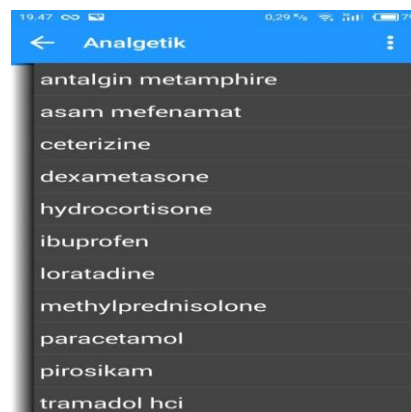 19.47
0,29 ᴷ/s
Analgetik
antalgin metamphire
asam mefenamat
ceterizine
dexametasone
hydrocortisone
ibuprofen
loratadine
methylprednisolone
paracetamol
pirosikam
tramadol hci